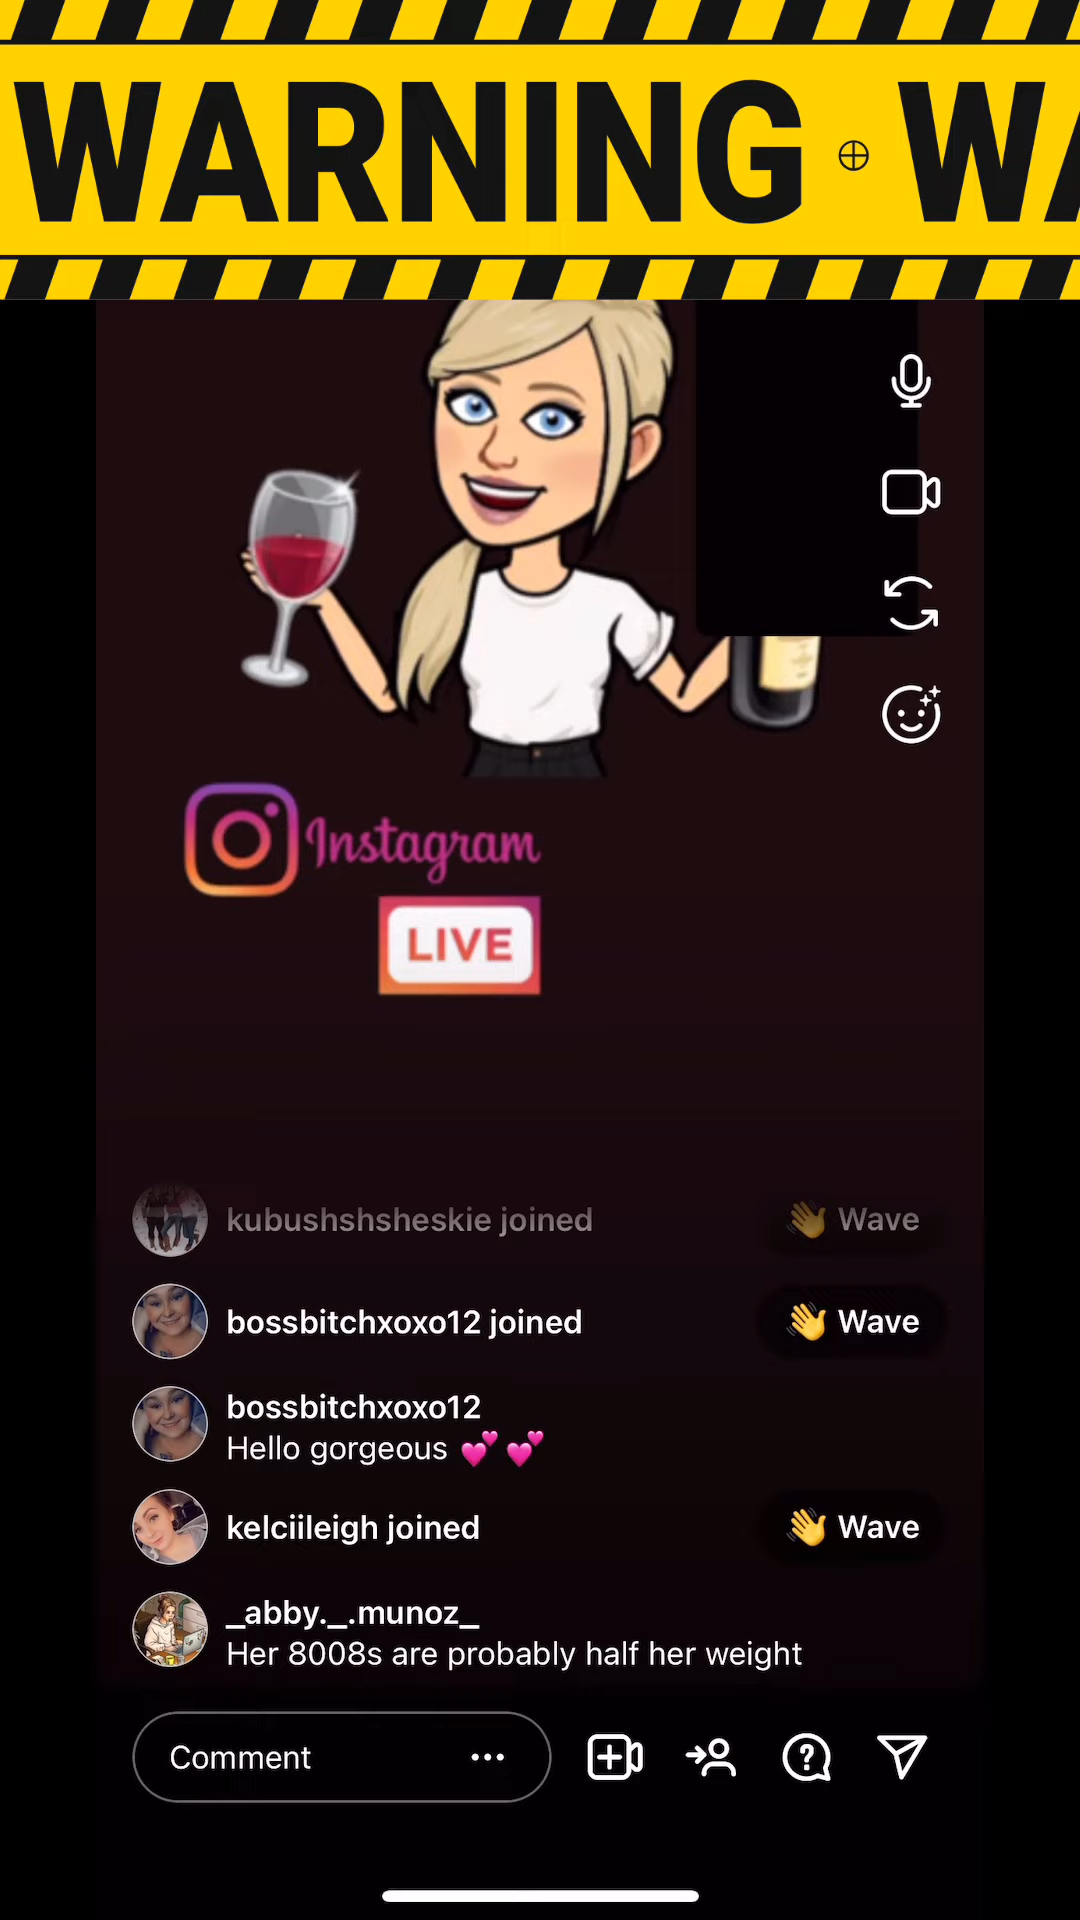 WARNING WA
Instagram
LIVE
kubushshsheskie joined
Wave
bossbitchxoxo12 joined
Wave
bossbitchxoxo12
Hello gorgeous 💕 💕
kelciileigh joined
Wave
_abby._.munoz_
Her 8008s are probably half her weight
Comment